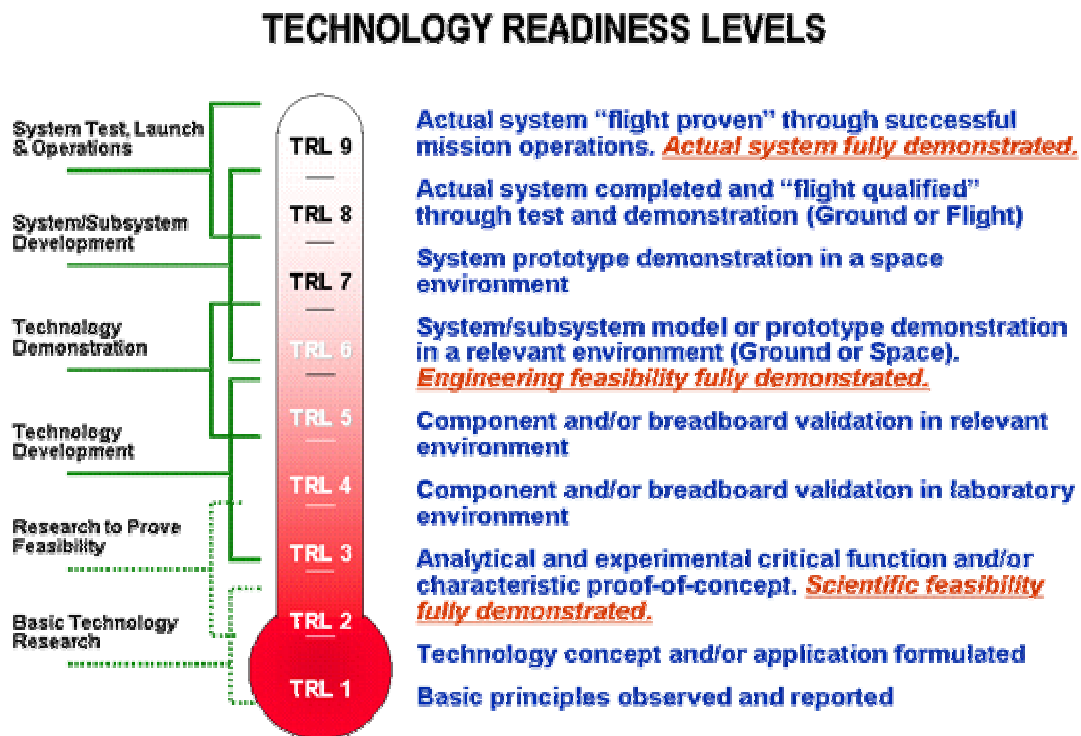 TECHNOLOGY READINESS LEVELS
System Test, Launch
& Operations
System/Subsystem
Development
Technology
Demonstration
Technology
Development
Research to Prove
Feasibility
Basic Technology
Research
TRL 9
TRL 8
TRL 7
TRL 6
TRL 5
TRL 4
TRL 3
TRL 2
TRL 1
Actual system “flight proven” through successful
mission operations. Actual system fully demonstrated.
Actual system completed and “flight qualified”
through test and demonstration (Ground or Flight)
System prototype demonstration in a space
environment
System/subsystem model or prototype demonstration
in a relevant environment (Ground or Space).
Engineering feasibility fully demonstrated.
Component and/or breadboard validation in relevant
environment
Component and/or breadboard validation in laboratory
environment
Analytical and experimental critical function and/or
characteristic proof-of-concept. Scientific feasibility
fully demonstrated.
Technology concept and/or application formulated
Basic principles observed and reported